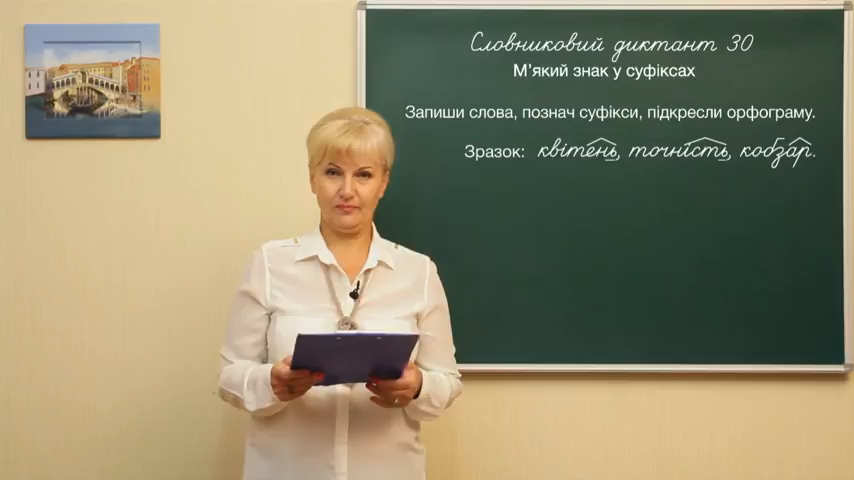 Словниковий диктант 30
М'який знак у суфіксах
Запиши слова, познач суфікси, підкресли орфограму.
Зразок: квітень, точність, кобзар.